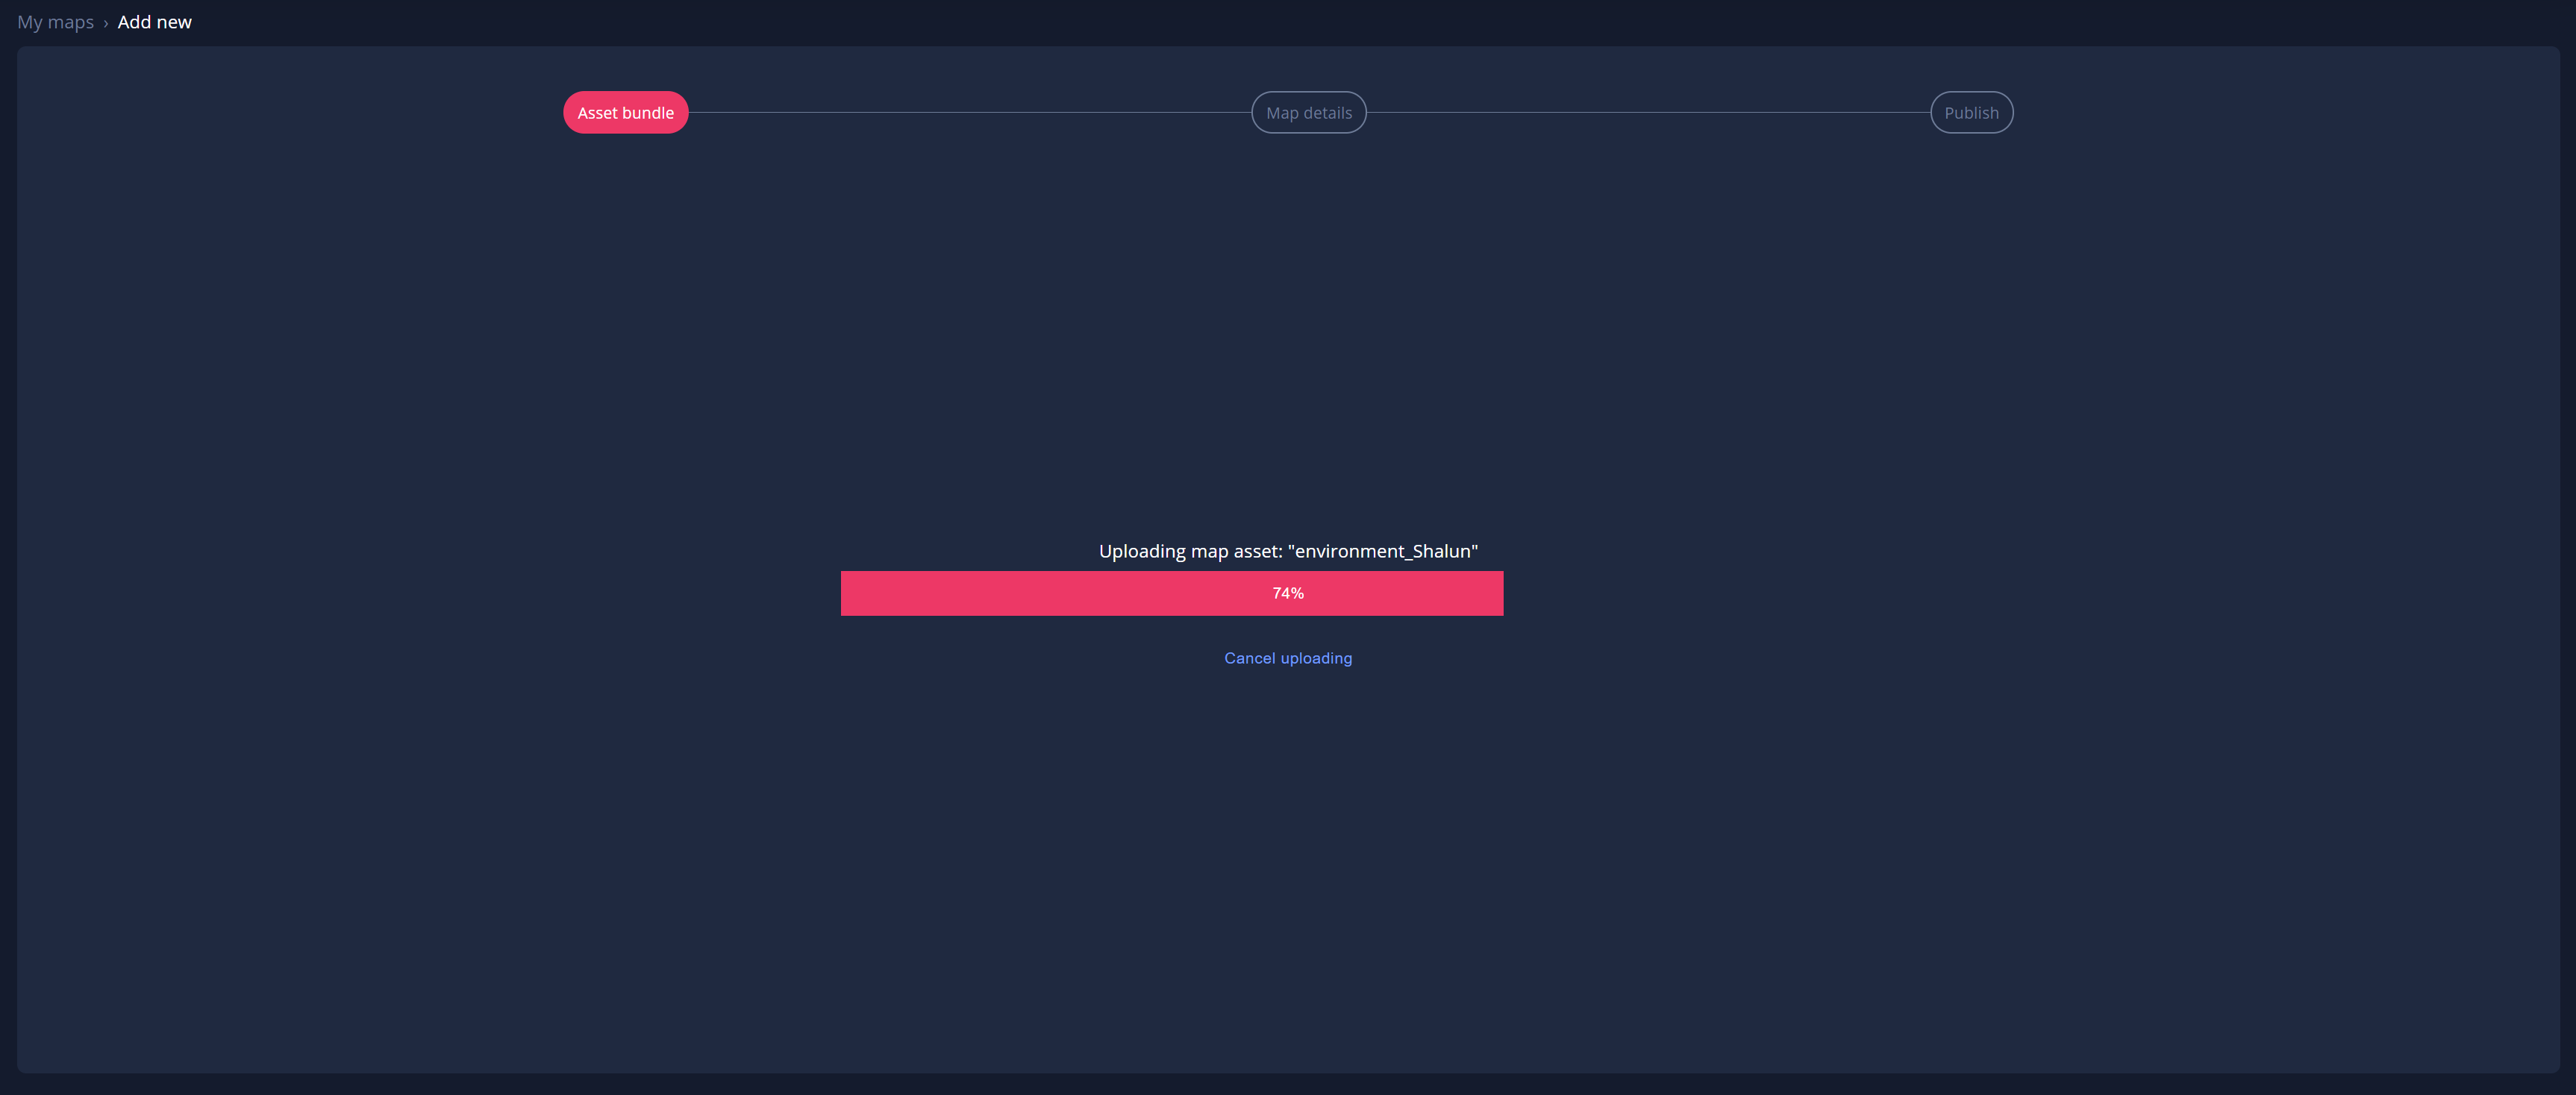 My maps › Add new
Asset bundle
Map details
Publish
Uploading map asset: "environment_Shalun"
74%
Cancel uploading